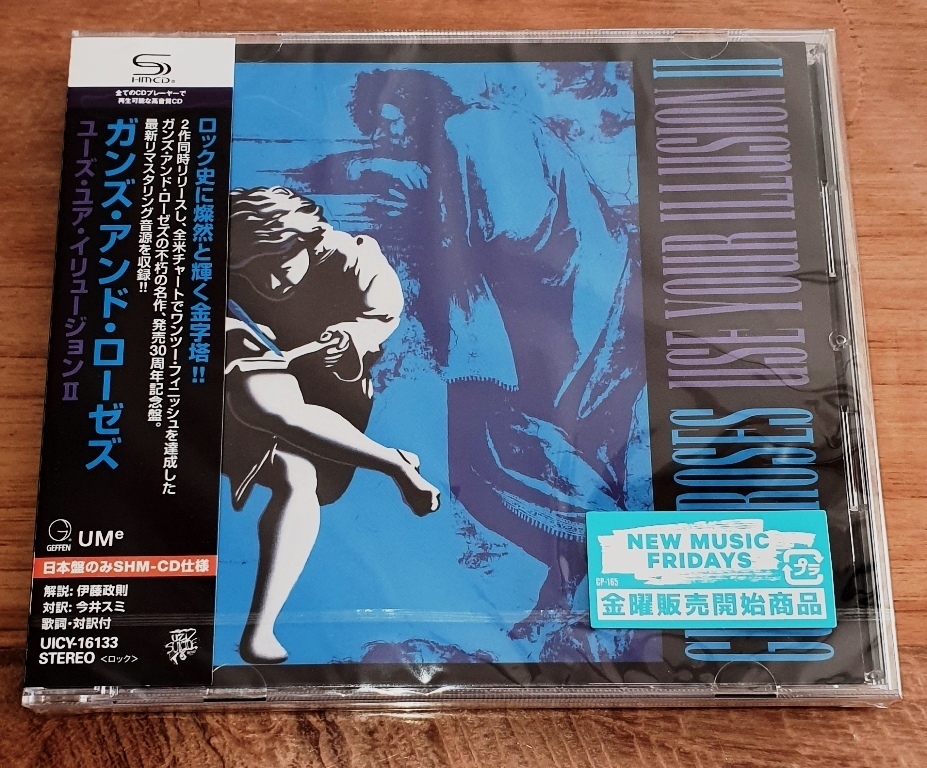 SHM-CD
全てのCDプレーヤーで
再生可能な高音質CD
ロック史に燦然と輝く金字塔!!
2作同時リリースし、全米チャートでワンツー・フィニッシュを達成した
ガンズ・アンド・ローゼズの不朽の名作、発売30周年記念盤。
最新リマスタリング音源を収録!!
ガンズ・アンド・ローゼズ
ユーズ・ユア・イリュージョンⅡ
GEFFEN
UMe
日本盤のみSHM-CD仕様
解説: 伊藤政則
対訳: 今井スミ
歌詞・対訳付
UICY-16133
STEREO <ロック>
ROSES USE YOUR ILLUSION II
NEW MUSIC
FRIDAYS
CP-165
プラ
金曜販売開始商品